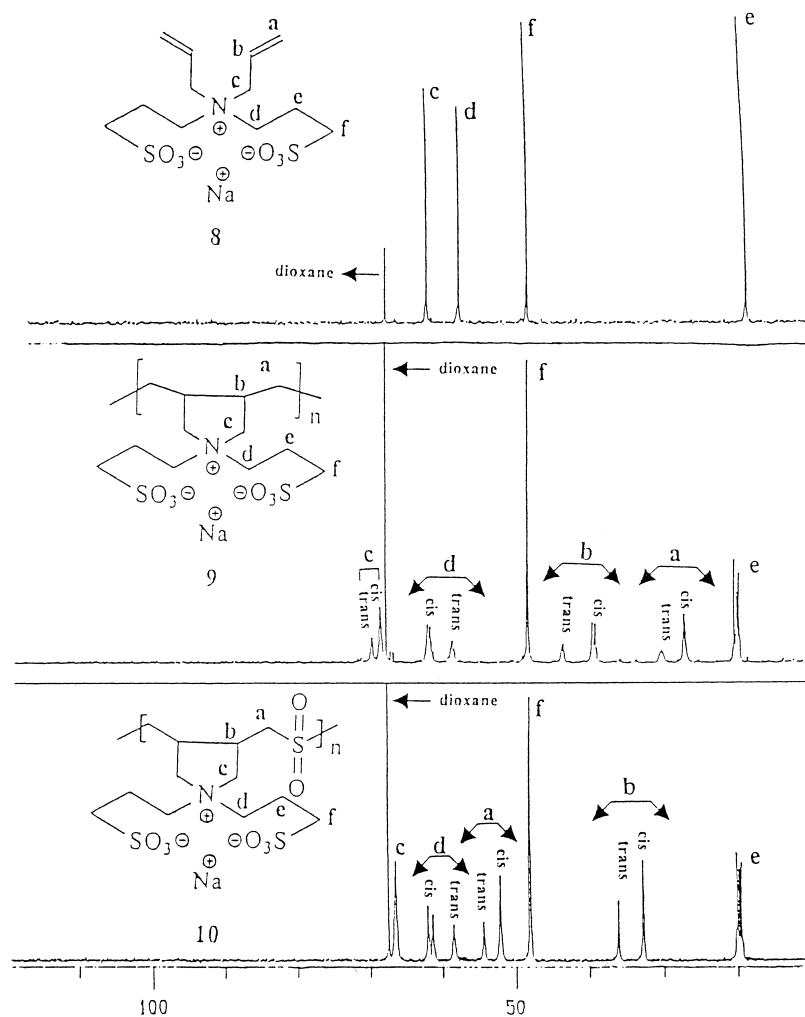 a
b
c
d
e
f
N
⊕
SO₃⊖ ⊖O₃S
⊕
Na
8
dioxane
c
d
f
e
a
b
c
n
N
⊕
d
e
f
SO₃⊖ ⊖O₃S
⊕
Na
9
dioxane
f
c
trans
cis
d
cis
trans
b
trans
cis
a
trans
cis
e
O
S
O
n
a
b
c
N
⊕
d
e
f
SO₃⊖ ⊖O₃S
⊕
Na
10
dioxane
f
c
d
cis
trans
a
trans
cis
b
trans
cis
e
100
50